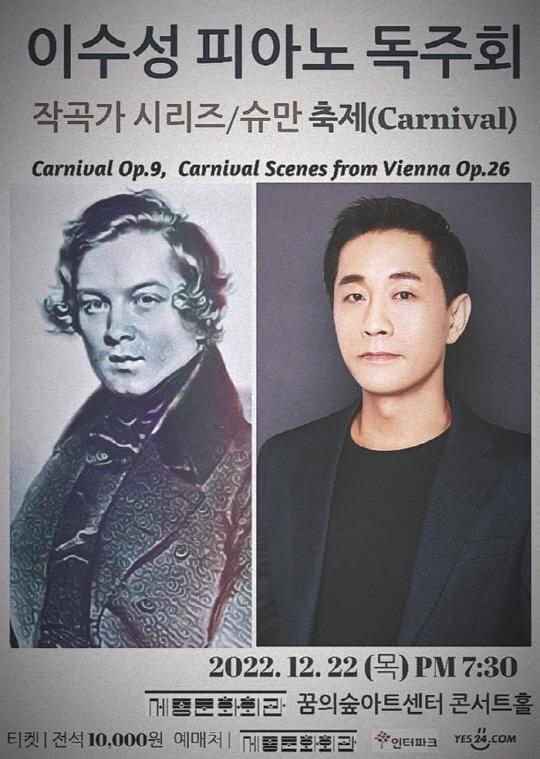 이수성 피아노 독주회
작곡가 시리즈/슈만 축제(Carnival)
Carnival Op.9, Carnival Scenes from Vienna Op.26
2022. 12. 22 (목) PM 7:30
세종문화회관 꿈의숲아트센터 콘서트홀
티켓 | 전석 10,000원 예매처 | 세종문화회관 인터파크 YES24.COM